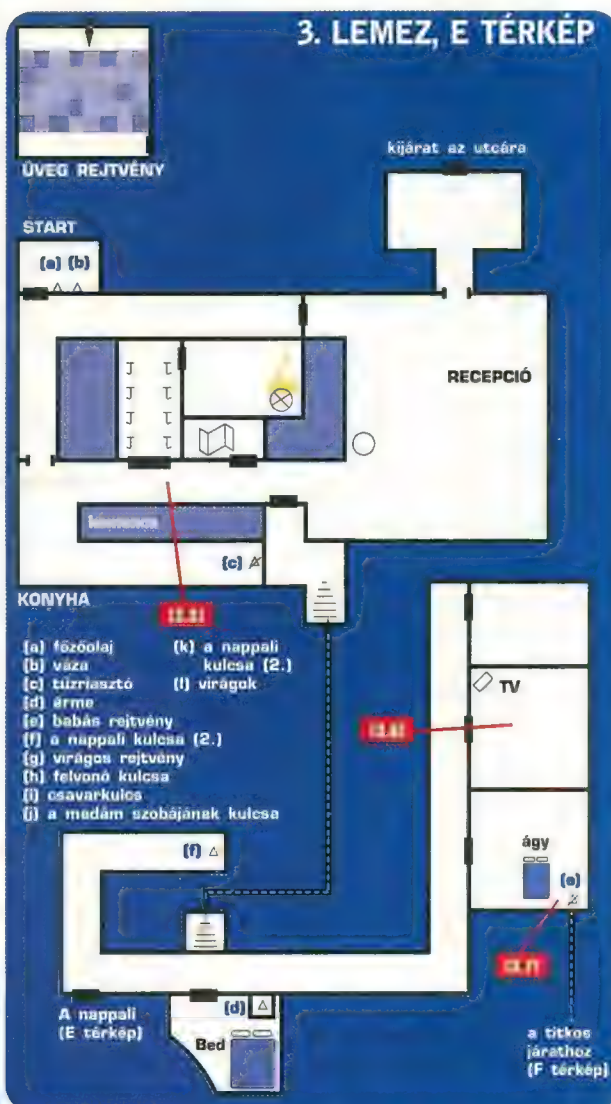 3. LEMEZ, E TÉRKÉP
ÜVEG REJTVÉNY
kijárat az utcára
START
(a) (b)
RECEPCIÓ
(c)
KONYHA
(a) főzőolaj
(b) váza
(c) tűzriasztó
(d) érme
(e) babás rejtvény
(f) a nappali kulcsa (2.)
(g) virágos rejtvény
(h) felvonó kulcsa
(i) csavarkulcs
(j) a madám szobájának kulcsa
(k) a nappali
kulcsa (2.)
(l) virágok
TV
ágy
(e)
(f)
(d)
A nappali
(E térkép)
Bed
a titkos
járathoz
(F térkép)